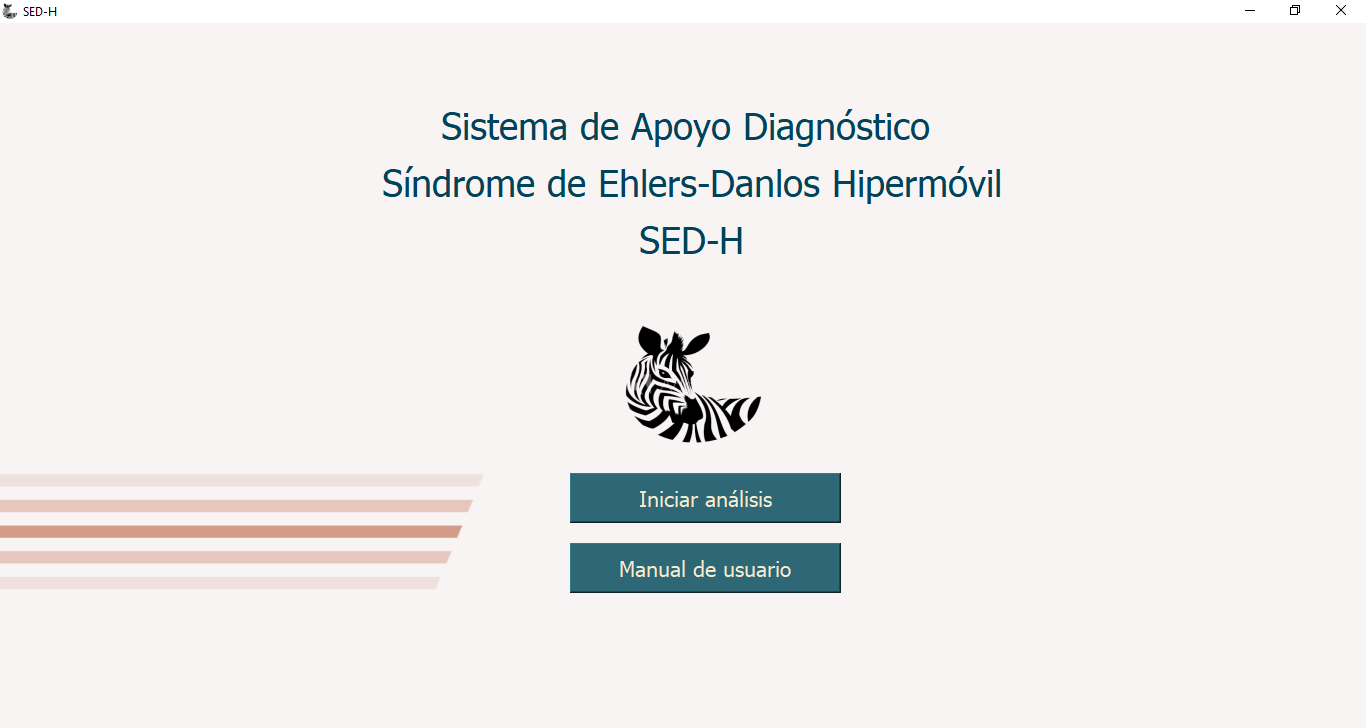 SED-H
Sistema de Apoyo Diagnóstico
Síndrome de Ehlers-Danlos Hipermóvil
SED-H
Iniciar análisis
Manual de usuario